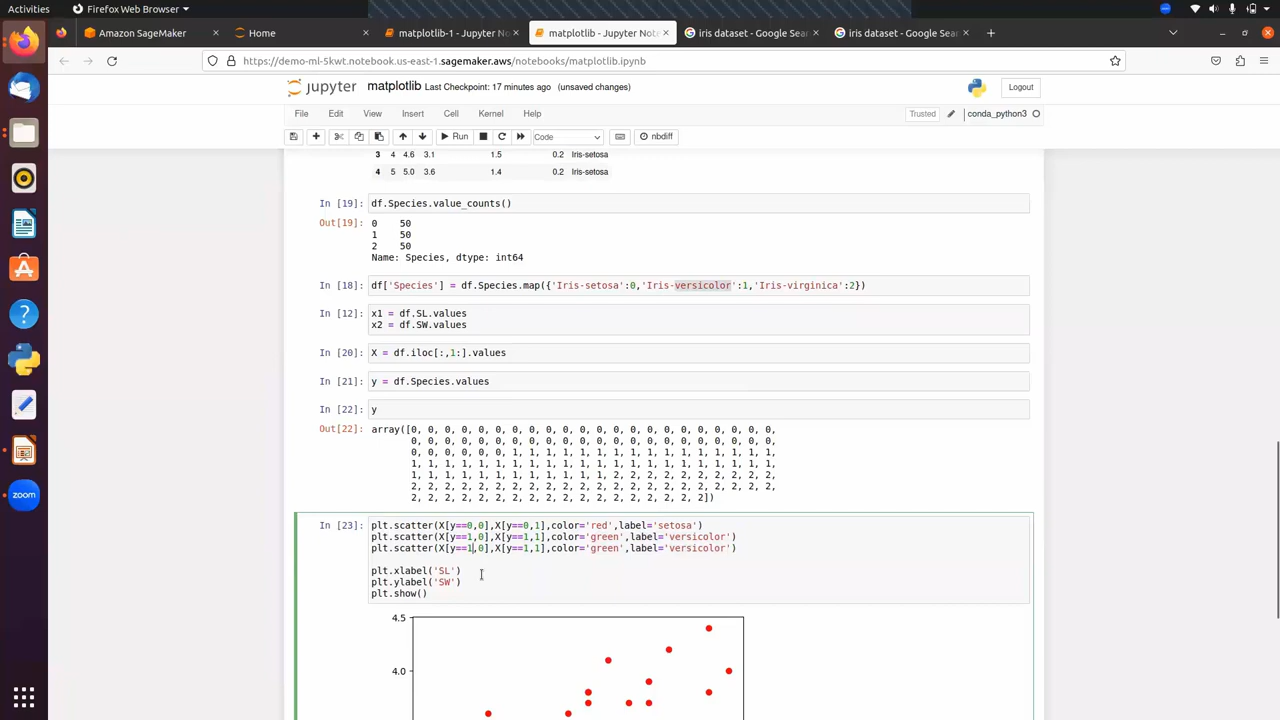 Activities
Firefox Web Browser
Amazon SageMaker
Home
matplotlib-1 - Jupyter Not
matplotlib - Jupyter Note
iris dataset - Google Sear
iris dataset - Google Sear
https://demo-ml-5kwt.notebook.us-east-1.sagemaker.aws/notebooks/matplotlib.ipynb
jupyter matplotlib Last Checkpoint: 17 minutes ago (unsaved changes)
Logout
File Edit View Insert Cell Kernel Help
Trusted conda_python3
Run Code nbdiff
3 4 4.6 3.1 1.5 0.2 Iris-setosa
4 5 5.0 3.6 1.4 0.2 Iris-setosa
In [19]: df.Species.value_counts()
Out[19]: 0 50
1 50
2 50
Name: Species, dtype: int64
In [18]: df['Species'] = df.Species.map({'Iris-setosa':0,'Iris-versicolor':1,'Iris-virginica':2})
In [12]: x1 = df.SL.values
x2 = df.SW.values
In [20]: X = df.iloc[:,1:].values
In [21]: y = df.Species.values
In [22]: y
Out[22]: array([0, 0, 0, 0, 0, 0, 0, 0, 0, 0, 0, 0, 0, 0, 0, 0, 0, 0, 0, 0, 0, 0,
0, 0, 0, 0, 0, 0, 0, 0, 0, 0, 0, 0, 0, 0, 0, 0, 0, 0, 0, 0, 0, 0,
0, 0, 0, 0, 0, 0, 1, 1, 1, 1, 1, 1, 1, 1, 1, 1, 1, 1, 1, 1, 1, 1,
1, 1, 1, 1, 1, 1, 1, 1, 1, 1, 1, 1, 1, 1, 1, 1, 1, 1, 1, 1, 1, 1,
1, 1, 1, 1, 1, 1, 1, 1, 1, 1, 1, 1, 2, 2, 2, 2, 2, 2, 2, 2, 2, 2,
2, 2, 2, 2, 2, 2, 2, 2, 2, 2, 2, 2, 2, 2, 2, 2, 2, 2, 2, 2, 2, 2,
2, 2, 2, 2, 2, 2, 2, 2, 2, 2, 2, 2, 2, 2, 2, 2, 2, 2])
In [23]: plt.scatter(X[y==0,0],X[y==0,1],color='red',label='setosa')
plt.scatter(X[y==1,0],X[y==1,1],color='green',label='versicolor')
plt.scatter(X[y==1,0],X[y==1,1],color='green',label='versicolor')
plt.xlabel('SL')
plt.ylabel('SW')
plt.show()
4.5
4.0
zoom